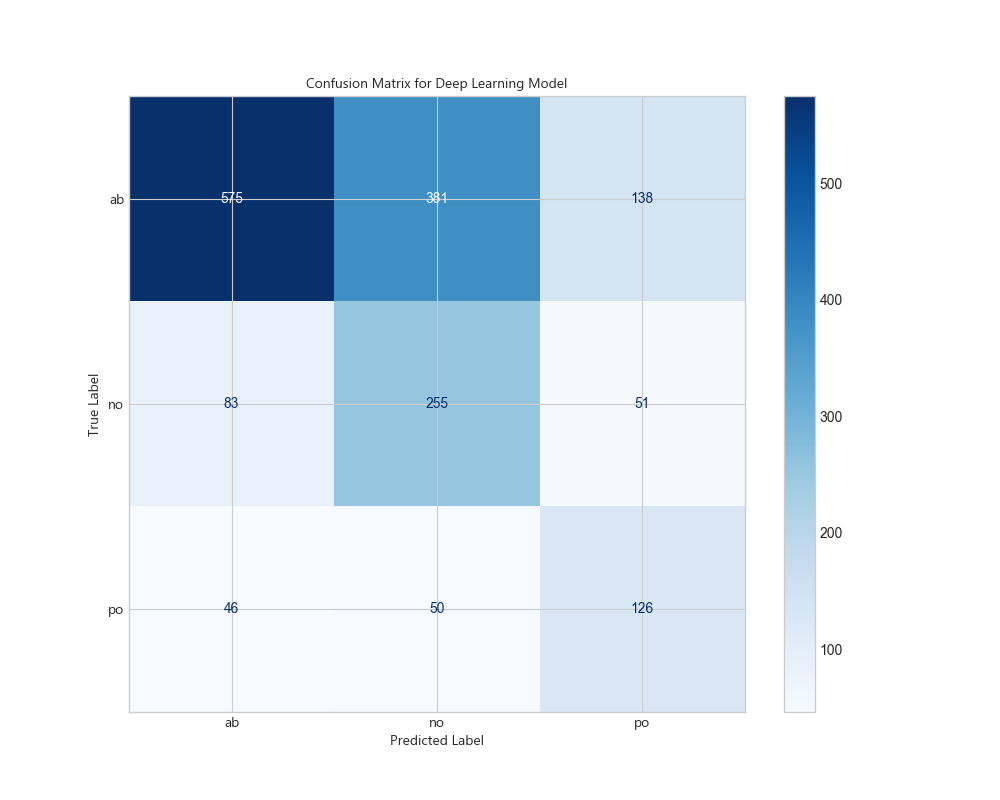 Confusion Matrix for Deep Learning Model
ab 575 381 138
no 83 255 51
po 46 50 126
ab no po
True Label
Predicted Label
500
400
300
200
100